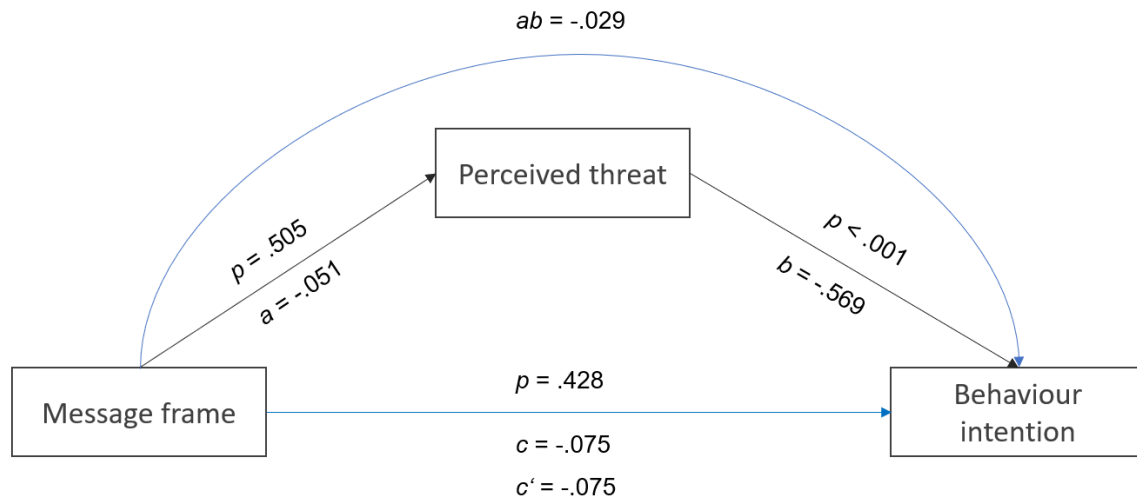 ab = -.029
Perceived threat
p = .505
a = -.051
p < .001
b = -.569
Message frame
p = .428
c = -.075
c‘ = -.075
Behaviour
intention